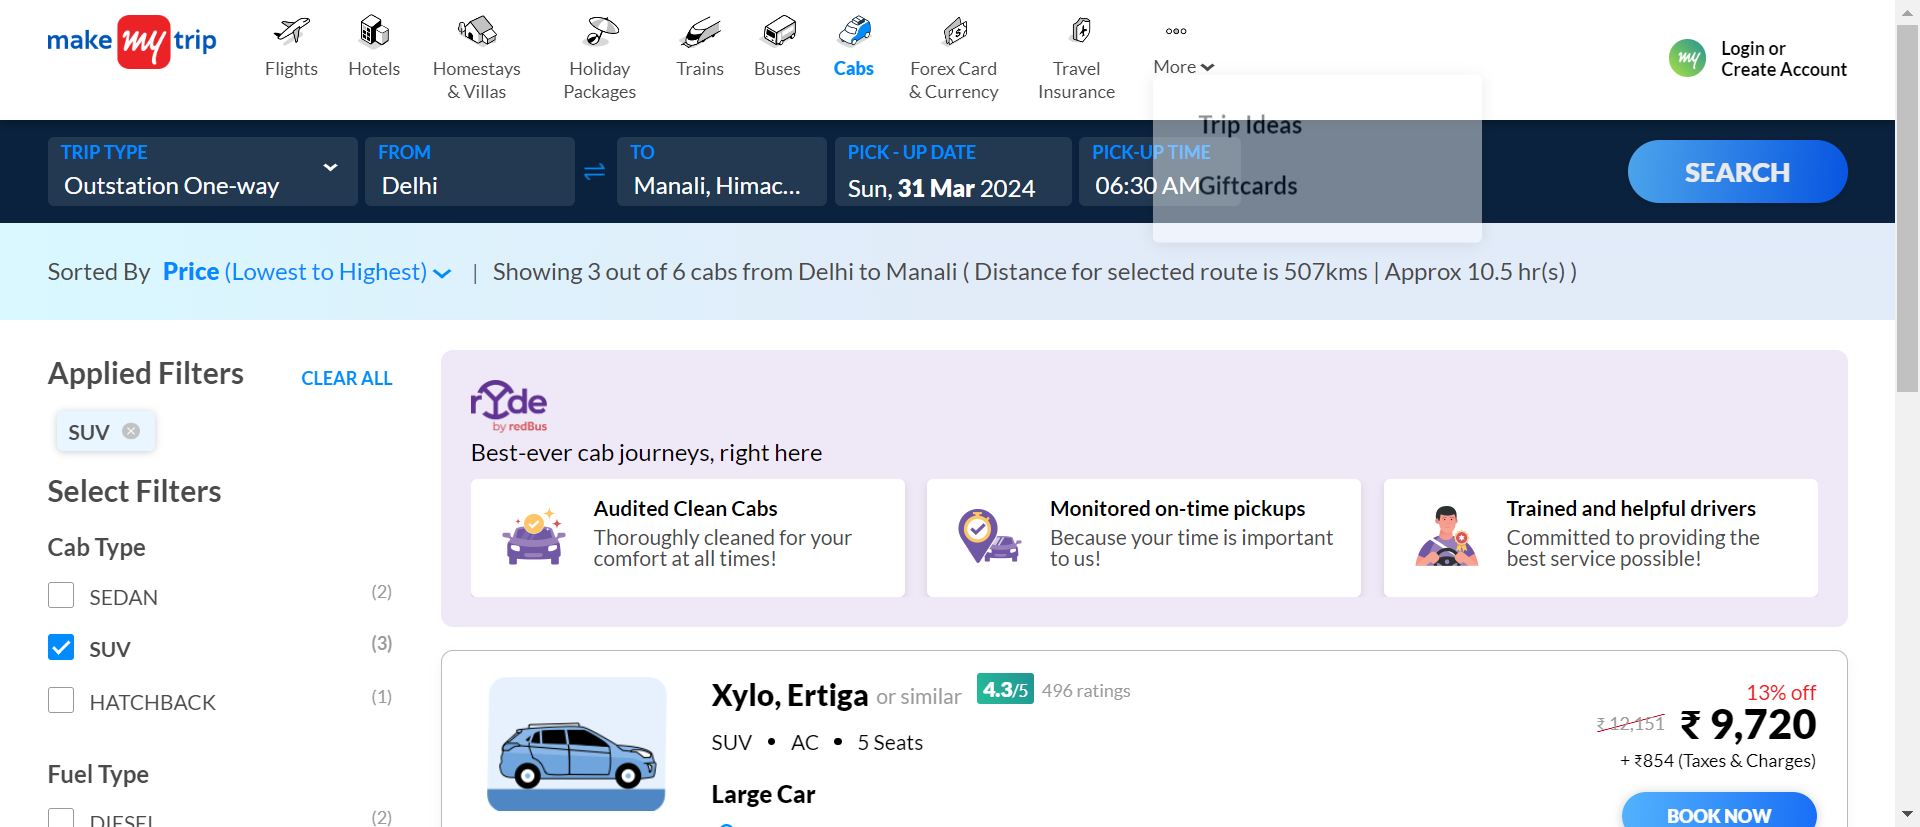 make my trip
Flights
Hotels
Homestays
& Villas
Holiday
Packages
Trains
Buses
Cabs
Forex Card
& Currency
Travel
Insurance
More
my
Login or
Create Account
Trip Ideas
Giftcards
TRIP TYPE
Outstation One-way
FROM
Delhi
TO
Manali, Himac...
PICK - UP DATE
Sun, 31 Mar 2024
PICK-UP TIME
06:30 AM
SEARCH
Sorted By Price (Lowest to Highest) | Showing 3 out of 6 cabs from Delhi to Manali ( Distance for selected route is 507kms | Approx 10.5 hr(s) )
Applied Filters
CLEAR ALL
SUV
Select Filters
Cab Type
SEDAN (2)
SUV (3)
HATCHBACK (1)
Fuel Type
DIESEL (2)
rYde
by redBus
Best-ever cab journeys, right here
Audited Clean Cabs
Thoroughly cleaned for your
comfort at all times!
Monitored on-time pickups
Because your time is important
to us!
Trained and helpful drivers
Committed to providing the
best service possible!
Xylo, Ertiga or similar 4.3/5 496 ratings
SUV • AC • 5 Seats
Large Car
13% off
₹ 12,151 ₹ 9,720
+ ₹854 (Taxes & Charges)
BOOK NOW